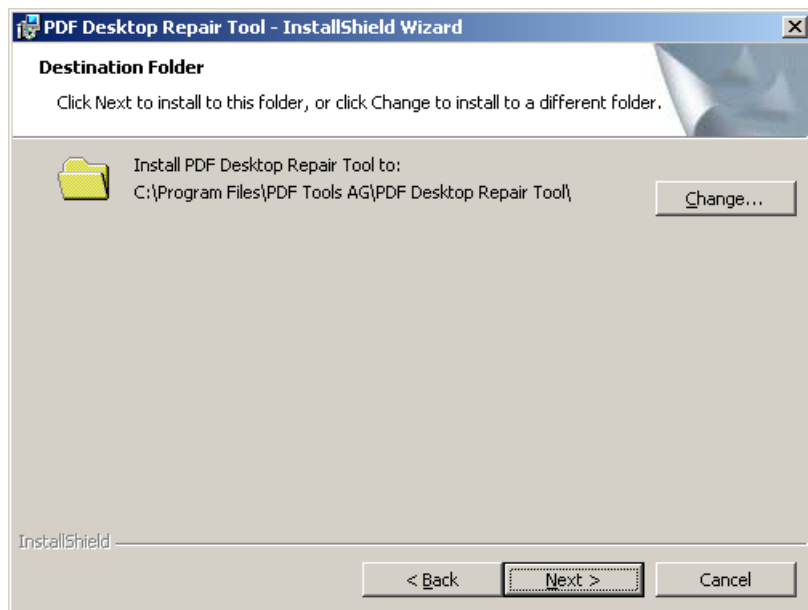 PDF Desktop Repair Tool - InstallShield Wizard
Destination Folder
Click Next to install to this folder, or click Change to install to a different folder.
Install PDF Desktop Repair Tool to:
C:\Program Files\PDF Tools AG\PDF Desktop Repair Tool\
Change...
InstallShield
< Back
Next >
Cancel